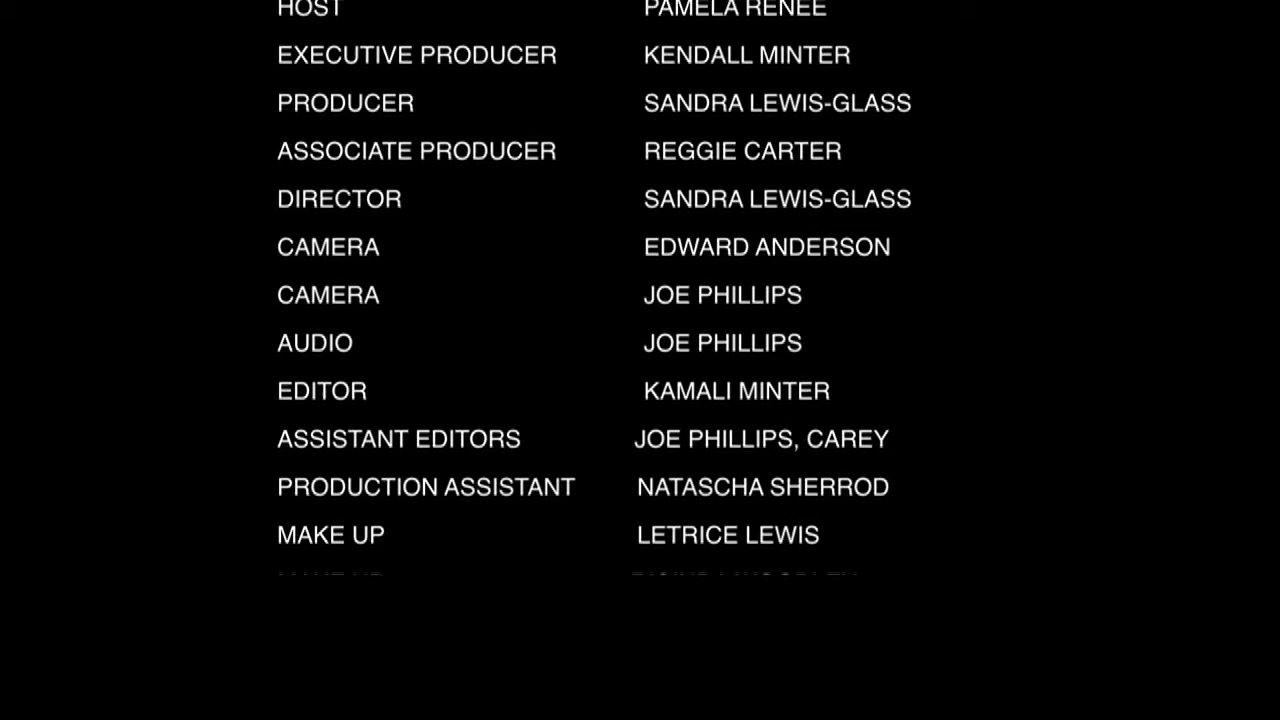 HOST PAMELA RENEE
EXECUTIVE PRODUCER KENDALL MINTER
PRODUCER SANDRA LEWIS-GLASS
ASSOCIATE PRODUCER REGGIE CARTER
DIRECTOR SANDRA LEWIS-GLASS
CAMERA EDWARD ANDERSON
CAMERA JOE PHILLIPS
AUDIO JOE PHILLIPS
EDITOR KAMALI MINTER
ASSISTANT EDITORS JOE PHILLIPS, CAREY
PRODUCTION ASSISTANT NATASCHA SHERROD
MAKE UP LETRICE LEWIS